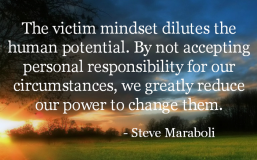 The victim mindset dilutes the
human potential. By not accepting
personal responsibility for our
circumstances, we greatly reduce
our power to change them.
- Steve Maraboli